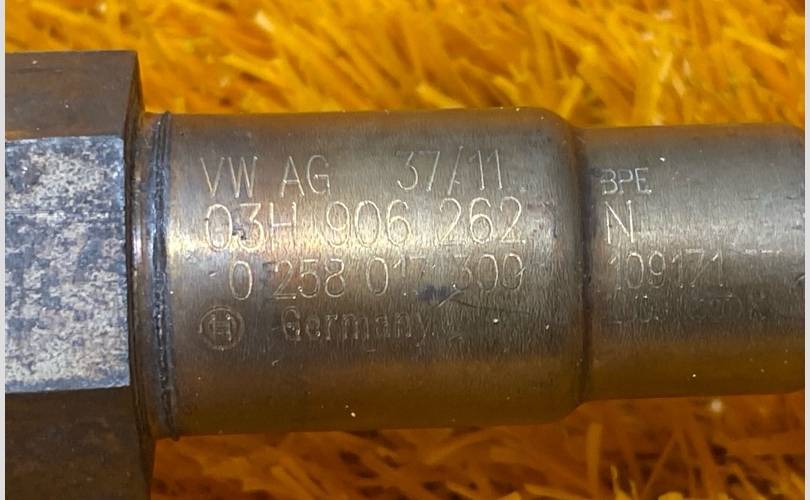 VW AG 37/11
03H 906 262
0 258 017 300
Germany
BPE
N
109171